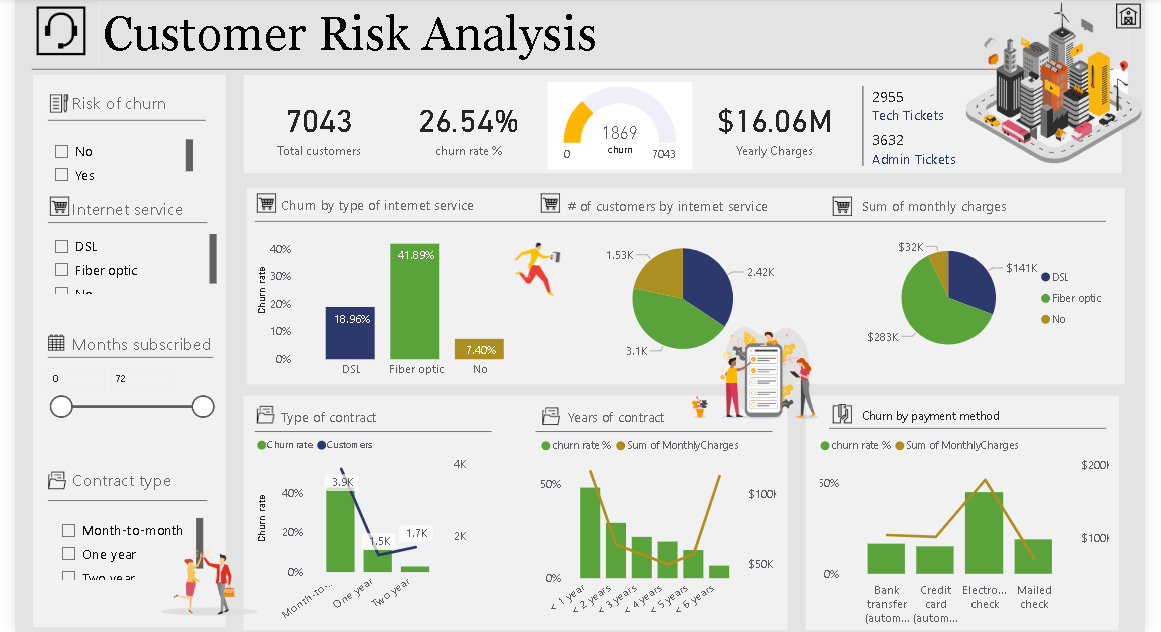 Customer Risk Analysis
Risk of churn
No
Yes
Internet service
DSL
Fiber optic
No
Months subscribed
0
72
Contract type
Month-to-month
One year
Two year
7043
Total customers
26.54%
churn rate %
1869
churn
0
7043
$16.06M
Yearly Charges
2955
Tech Tickets
3632
Admin Tickets
Churn by type of internet service
Churn rate
40%
30%
20%
10%
0%
18.96%
41.89%
7.40%
DSL
Fiber optic
No
# of customers by internet service
1.53K
2.42K
3.1K
Sum of monthly charges
$32K
$141K
$283K
DSL
Fiber optic
No
Type of contract
Churn rate
Customers
Churn rate
40%
20%
0%
4K
2K
3.9K
1.5K
1.7K
Month-to-...
One year
Two year
Years of contract
churn rate %
Sum of MonthlyCharges
50%
0%
$100K
$50K
< 1 year
< 2 years
< 3 years
< 4 years
< 5 years
< 6 years
Churn by payment method
churn rate %
Sum of MonthlyCharges
50%
0%
$200K
$100K
Bank
transfer
(autom...
Credit
card
(autom...
Electro...
check
Mailed
check